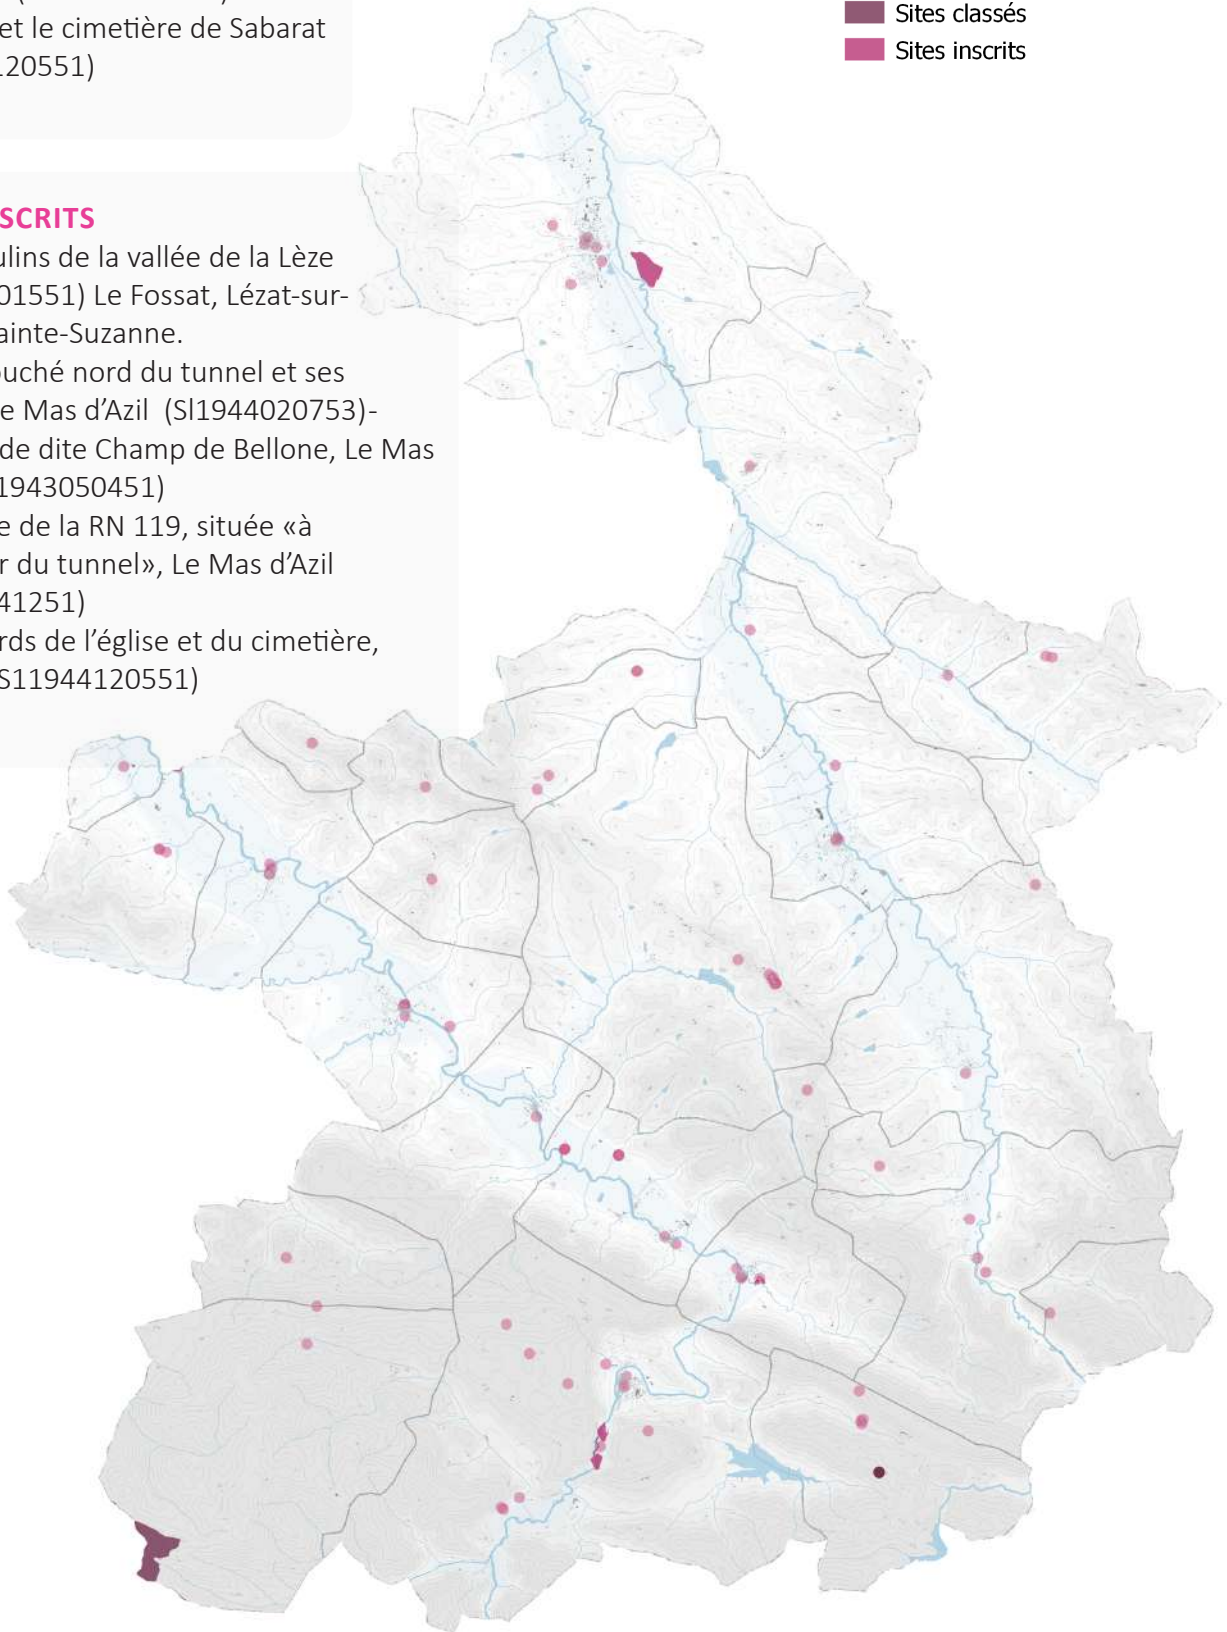 et le cimetière de Sabarat
120551)
Sites classés
Sites inscrits
SCRITS
ulins de la vallée de la Lèze
01551) Le Fossat, Lézat-sur-
ainte-Suzanne.
ouché nord du tunnel et ses
e Mas d’Azil (Sl1944020753)-
de dite Champ de Bellone, Le Mas
1943050451)
e de la RN 119, située «à
r du tunnel», Le Mas d’Azil
41251)
rds de l’église et du cimetière,
S11944120551)